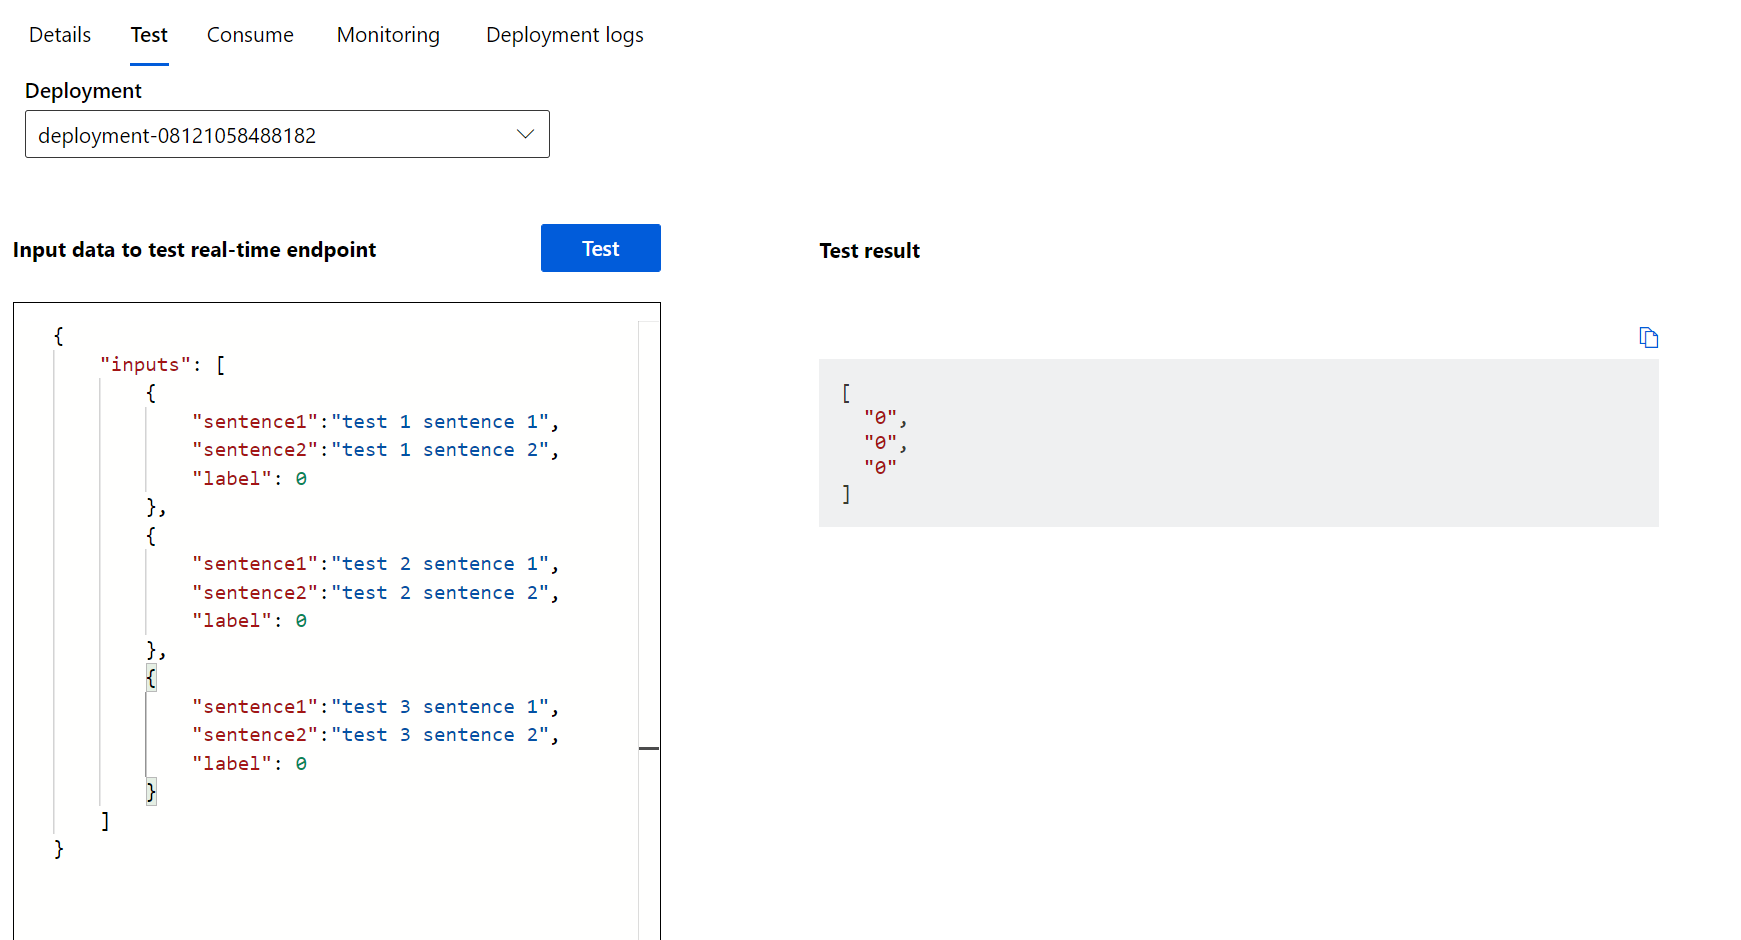 Details Test Consume Monitoring Deployment logs
Deployment
deployment-08121058488182
Input data to test real-time endpoint
Test
{
"inputs": [
{
"sentence1":"test 1 sentence 1",
"sentence2":"test 1 sentence 2",
"label": 0
},
{
"sentence1":"test 2 sentence 1",
"sentence2":"test 2 sentence 2",
"label": 0
},
{
"sentence1":"test 3 sentence 1",
"sentence2":"test 3 sentence 2",
"label": 0
}
]
}
Test result
[
"0",
"0",
"0"
]